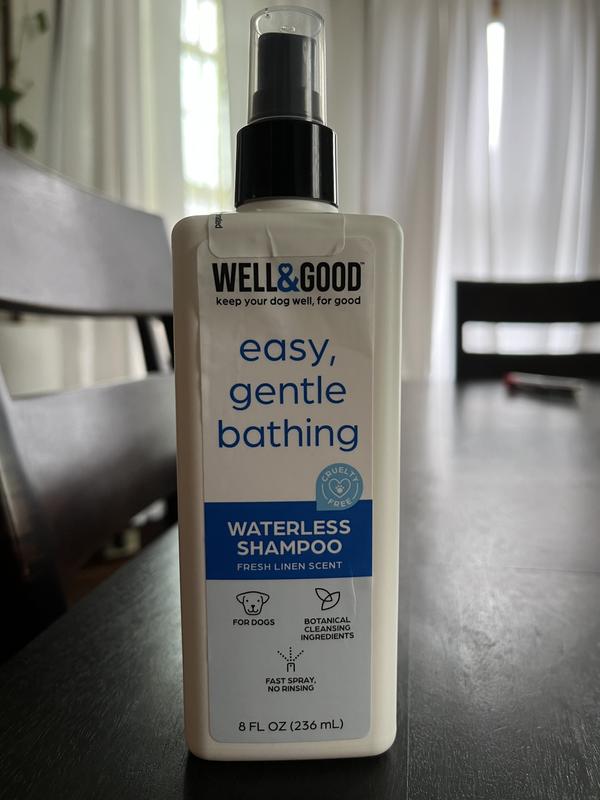 WELL&GOOD™
keep your dog well, for good
easy,
gentle
bathing
CRUELTY
FREE
WATERLESS
SHAMPOO
FRESH LINEN SCENT
FOR DOGS
BOTANICAL
CLEANSING
INGREDIENTS
FAST SPRAY,
NO RINSING
8 FL OZ (236 mL)